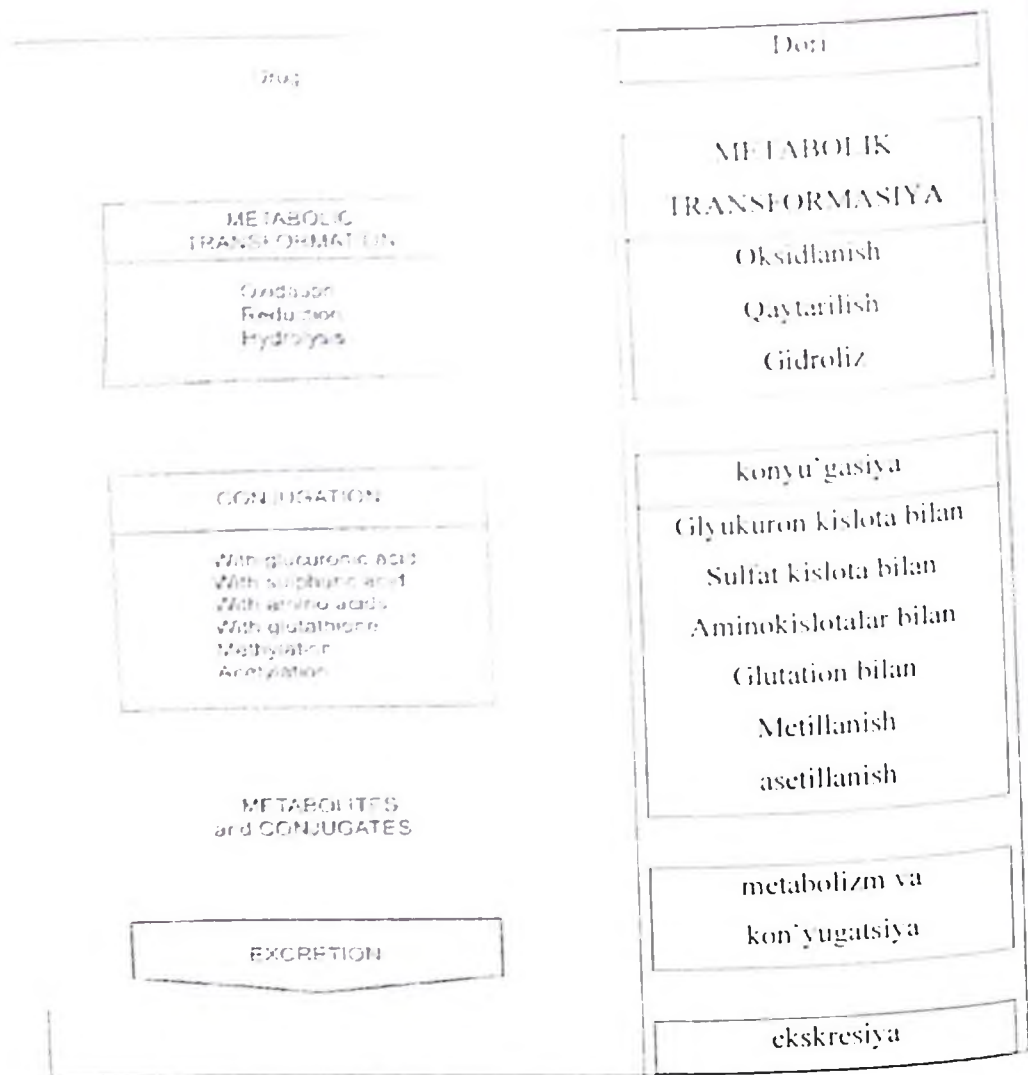 Drug
METABOLIC
TRANSFORMATION
Oxidation
Reduction
Hydrolysis
CONJUGATION
With glucuronic acid
With sulphuric acid
With amino acids
With glutathione
Methylation
Acetylation
METABOLITES
and CONJUGATES
EXCRETION
Dori
METABOLIK
TRANSFORMASIYA
Oksidlanish
Qaytarilish
Gidroliz
konyu'gasiya
Glyukuron kislota bilan
Sulfat kislota bilan
Aminokislotalar bilan
Glutation bilan
Metillanish
asetillanish
metabolizm va
kon'yugatsiya
ekskresiya